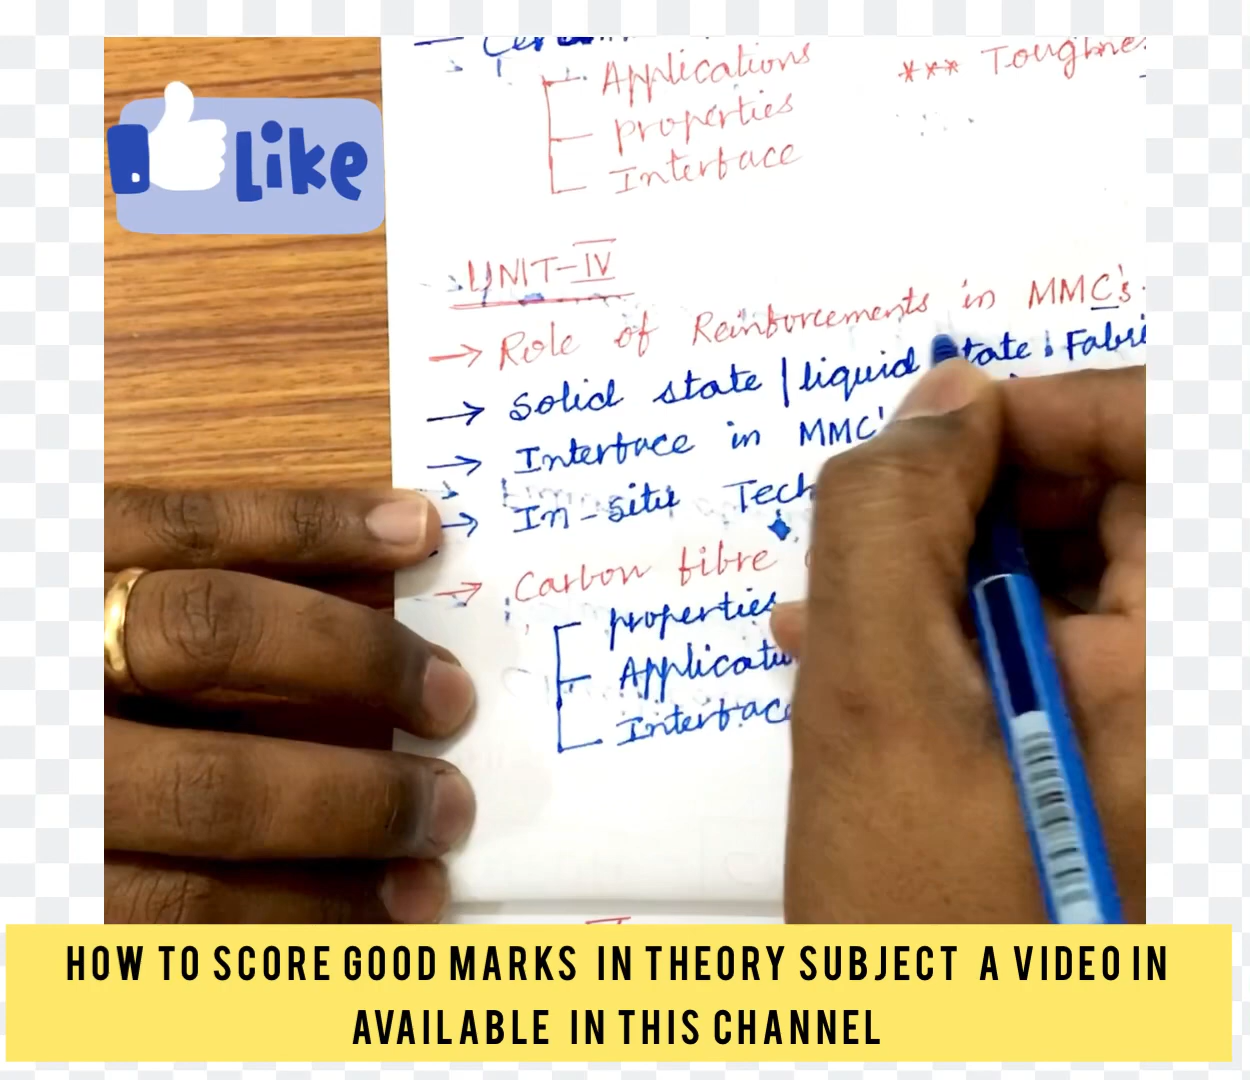 Applications
*** Toughne
properties
Interface
Like
UNIT-IV
→ Role of Reinforcements in MMC's
→ Solid state / liquid state : Fabri
→ Interface in MMC'
→ In-situ Tech
→ Carbon fibre
properties
Applicatio
Interfac
HOW TO SCORE GOOD MARKS IN THEORY SUBJECT A VIDEO IN
AVAILABLE IN THIS CHANNEL